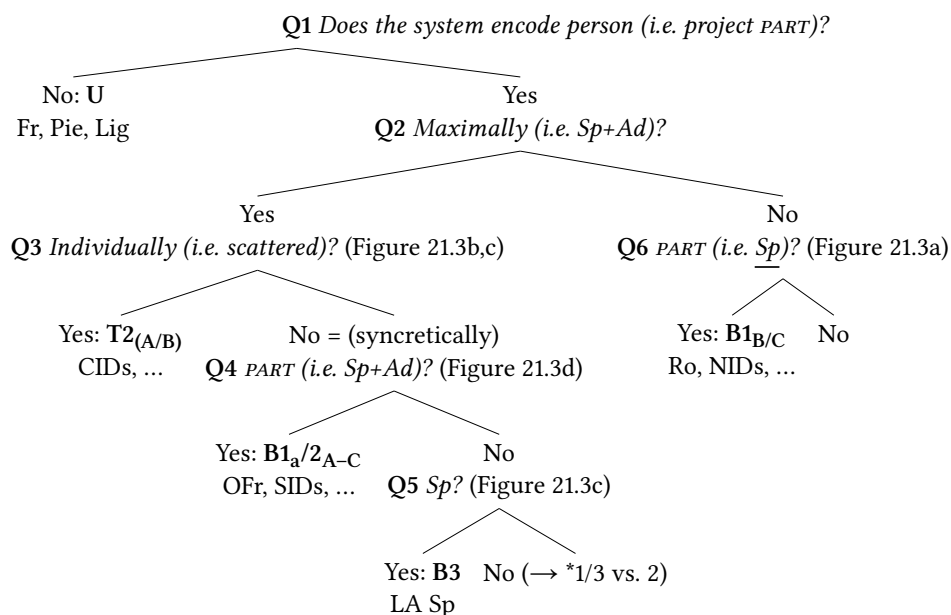 Q1 Does the system encode person (i.e. project PART)?
No: U Yes
Fr, Pie, Lig Q2 Maximally (i.e. Sp+Ad)?
Yes No
Q3 Individually (i.e. scattered)? (Figure 21.3b,c) Q6 PART (i.e. Sp)? (Figure 21.3a)
Yes: T2(A/B) No = (syncretically) Yes: B1B/C No
CIDs, … Q4 PART (i.e. Sp+Ad)? (Figure 21.3d) Ro, NIDs, …
Yes: B1a/2A–C No
OFr, SIDs, … Q5 Sp? (Figure 21.3c)
Yes: B3 No (→ *1/3 vs. 2)
LA Sp